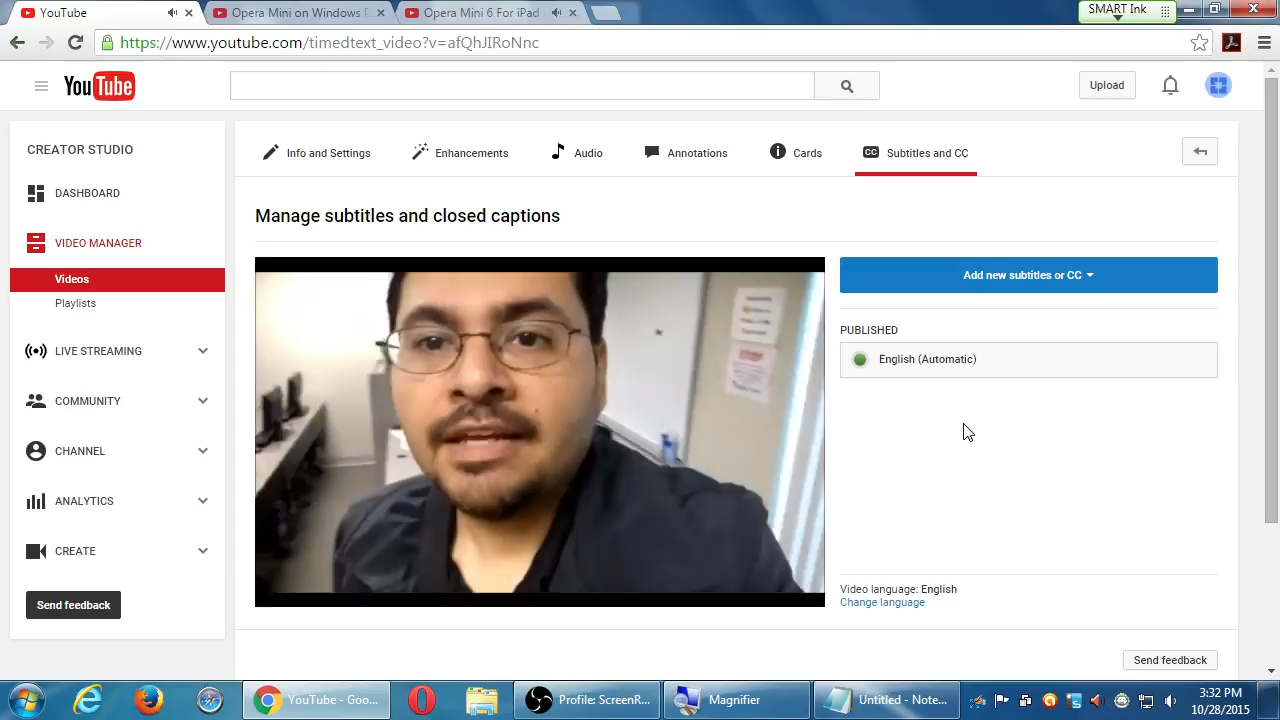 YouTube
Opera Mini on Windows E
Opera Mini 6 For iPad
SMART Ink
https://www.youtube.com/timedtext_video?v=afQhJIRoNnc
YouTube
Upload
CREATOR STUDIO
DASHBOARD
VIDEO MANAGER
Videos
Playlists
LIVE STREAMING
COMMUNITY
CHANNEL
ANALYTICS
CREATE
Send feedback
Info and Settings
Enhancements
Audio
Annotations
Cards
CC Subtitles and CC
Manage subtitles and closed captions
Add new subtitles or CC
PUBLISHED
English (Automatic)
Video language: English
Change language
Send feedback
YouTube - Goo...
Profile: ScreenR...
Magnifier
Untitled - Note...
3:32 PM
10/28/2015